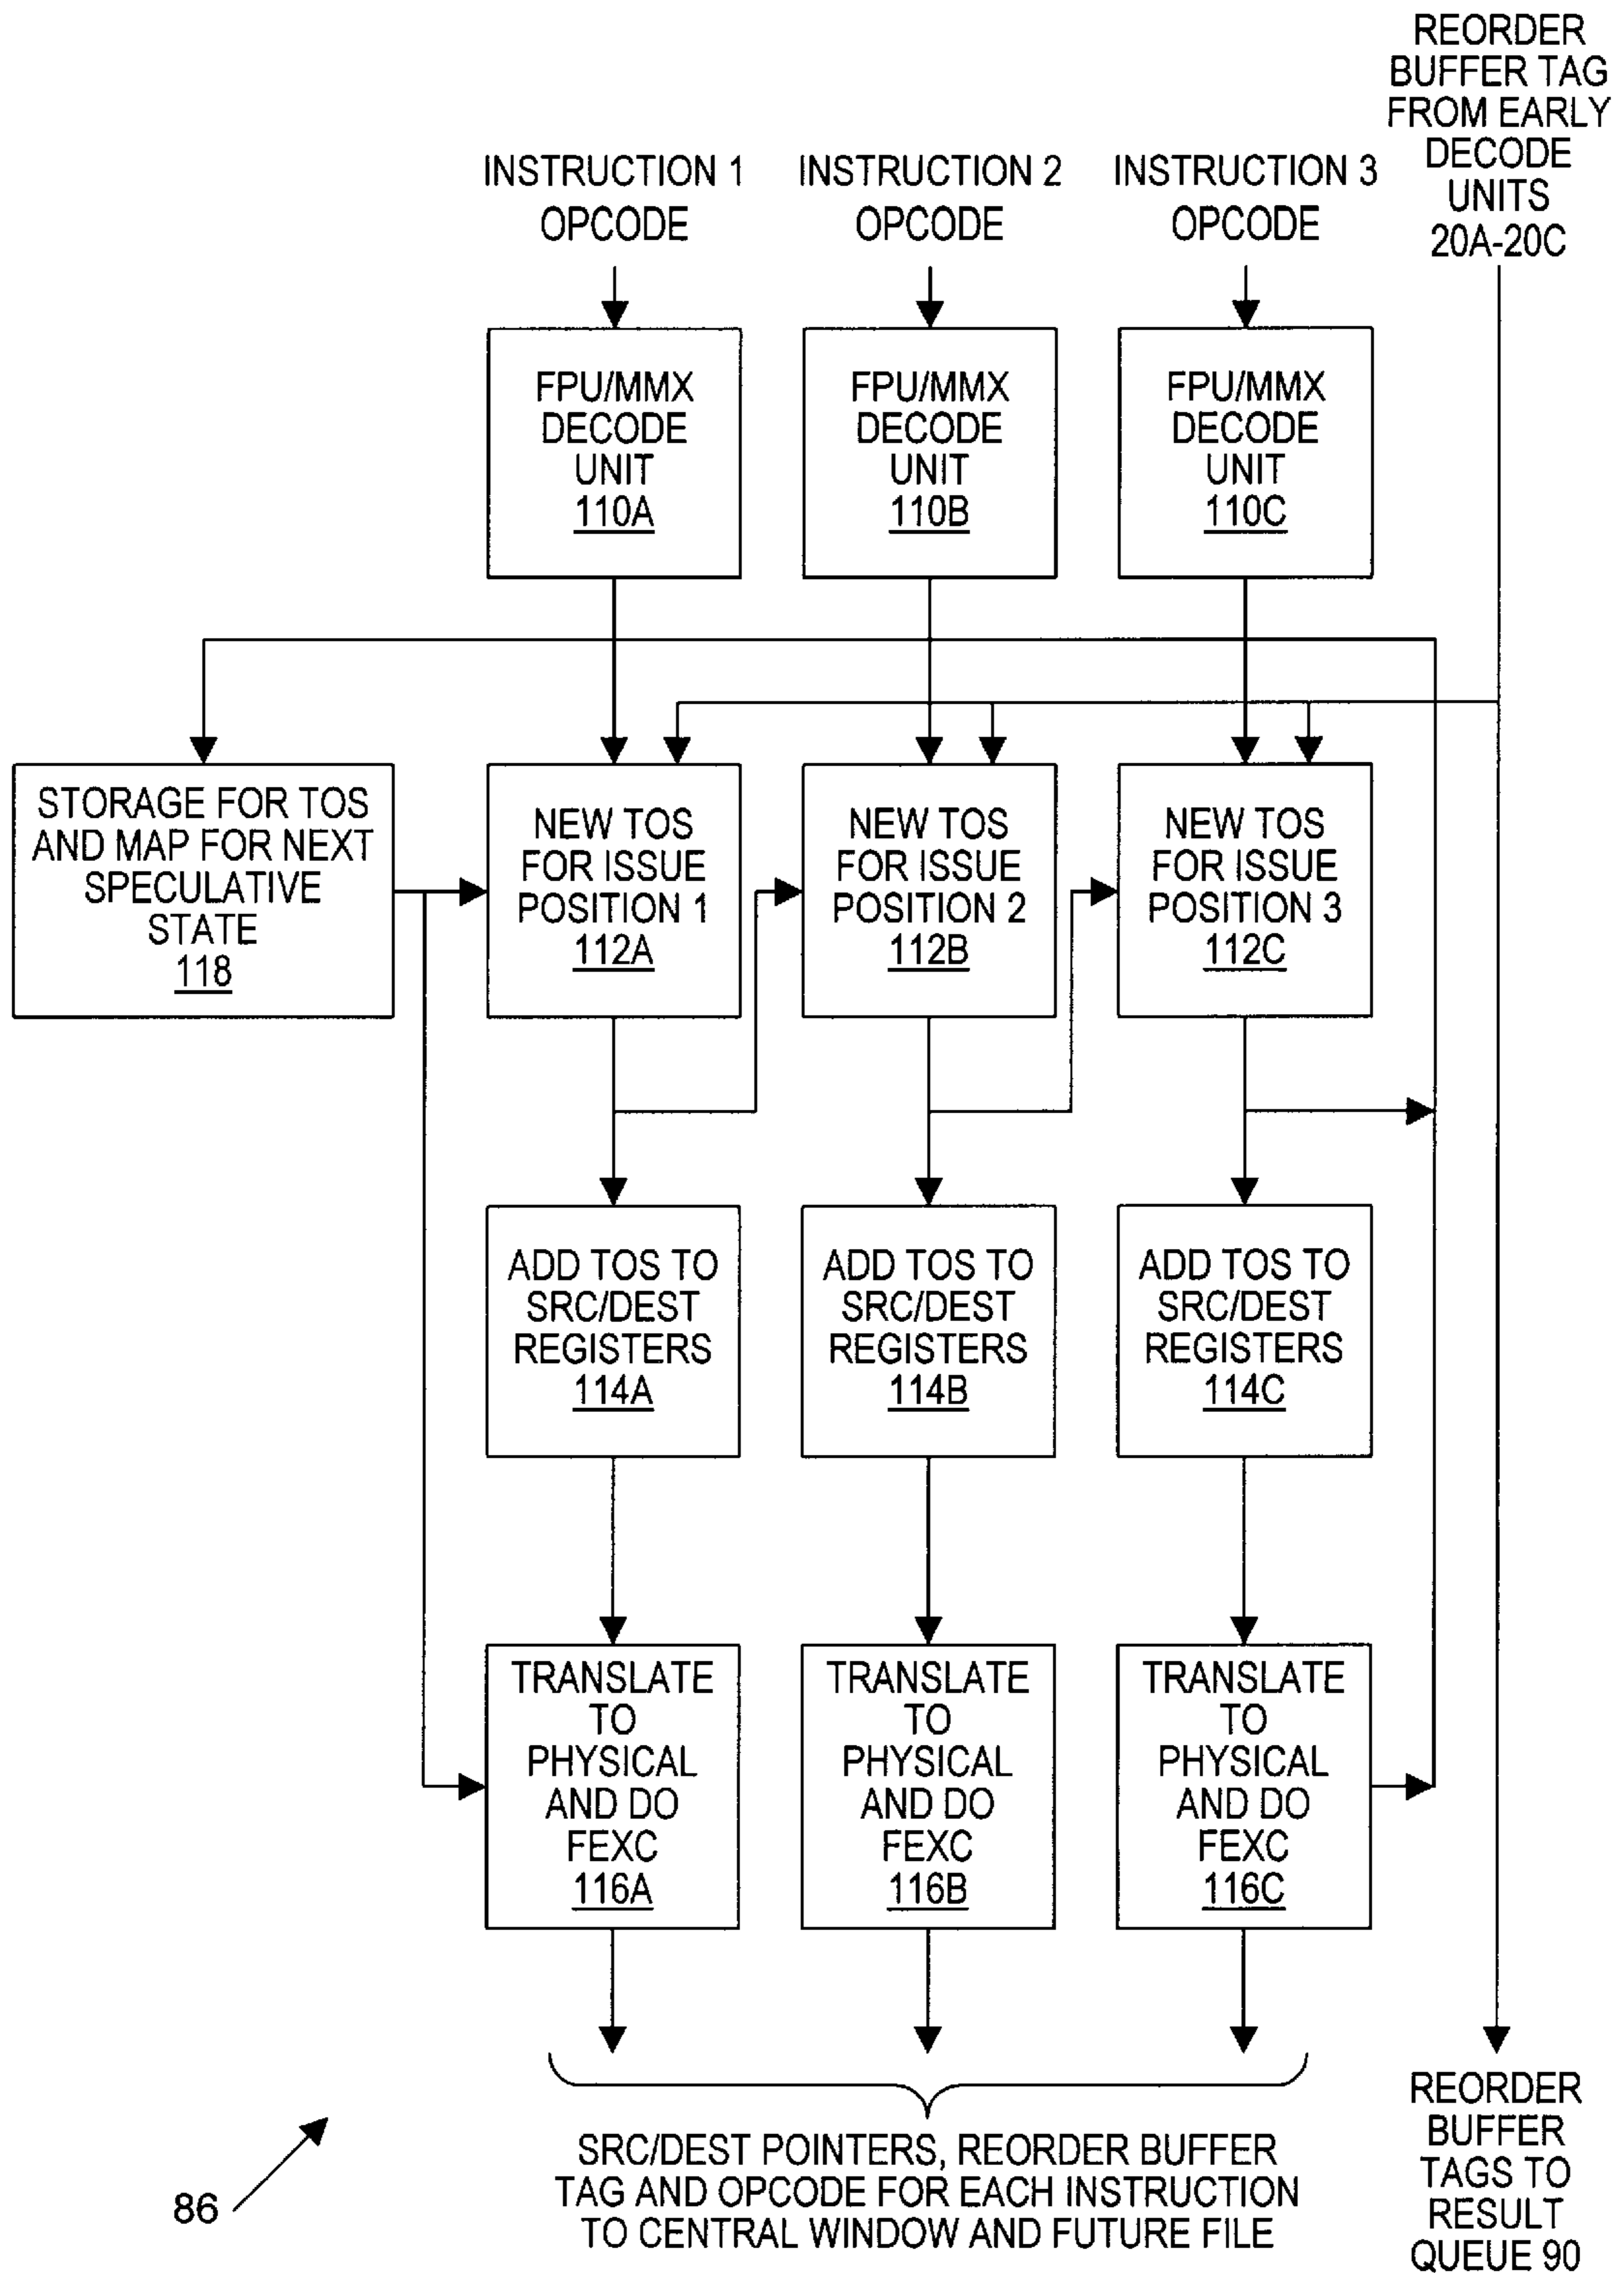 REORDER
BUFFER TAG
FROM EARLY
DECODE
UNITS
20A-20C
INSTRUCTION 1
OPCODE
INSTRUCTION 2
OPCODE
INSTRUCTION 3
OPCODE
FPU/MMX
DECODE
UNIT
110A
FPU/MMX
DECODE
UNIT
110B
FPU/MMX
DECODE
UNIT
110C
STORAGE FOR TOS
AND MAP FOR NEXT
SPECULATIVE
STATE
118
NEW TOS
FOR ISSUE
POSITION 1
112A
NEW TOS
FOR ISSUE
POSITION 2
112B
NEW TOS
FOR ISSUE
POSITION 3
112C
ADD TOS TO
SRC/DEST
REGISTERS
114A
ADD TOS TO
SRC/DEST
REGISTERS
114B
ADD TOS TO
SRC/DEST
REGISTERS
114C
TRANSLATE
TO
PHYSICAL
AND DO
FEXC
116A
TRANSLATE
TO
PHYSICAL
AND DO
FEXC
116B
TRANSLATE
TO
PHYSICAL
AND DO
FEXC
116C
SRC/DEST POINTERS, REORDER BUFFER
TAG AND OPCODE FOR EACH INSTRUCTION
TO CENTRAL WINDOW AND FUTURE FILE
REORDER
BUFFER
TAGS TO
RESULT
QUEUE 90
86